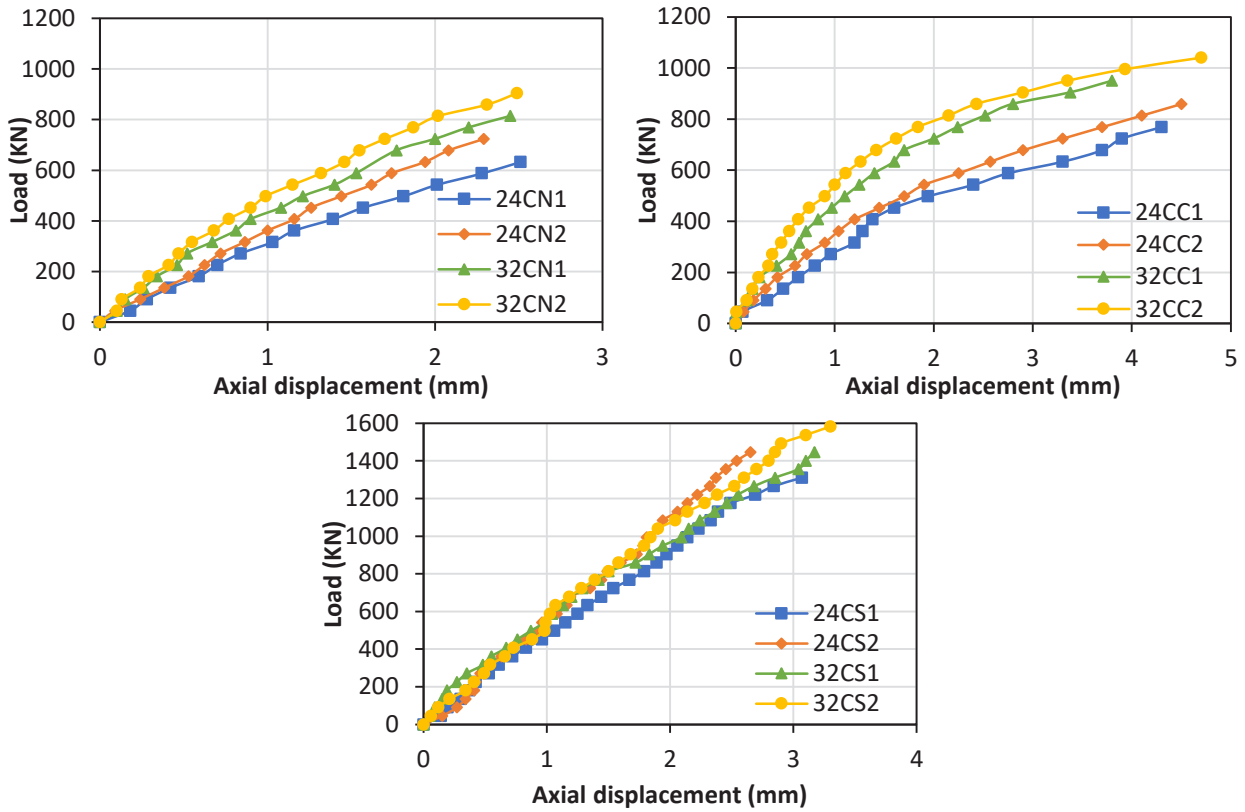 1200
1000
800
600
400
200
0
Load (KN)
24CN1
24CN2
32CN1
32CN2
0 1 2 3
Axial displacement (mm)
1200
1000
800
600
400
200
0
Load (KN)
24CC1
24CC2
32CC1
32CC2
0 1 2 3 4 5
Axial displacement (mm)
1600
1400
1200
1000
800
600
400
200
0
Load (KN)
24CS1
24CS2
32CS1
32CS2
0 1 2 3 4
Axial displacement (mm)